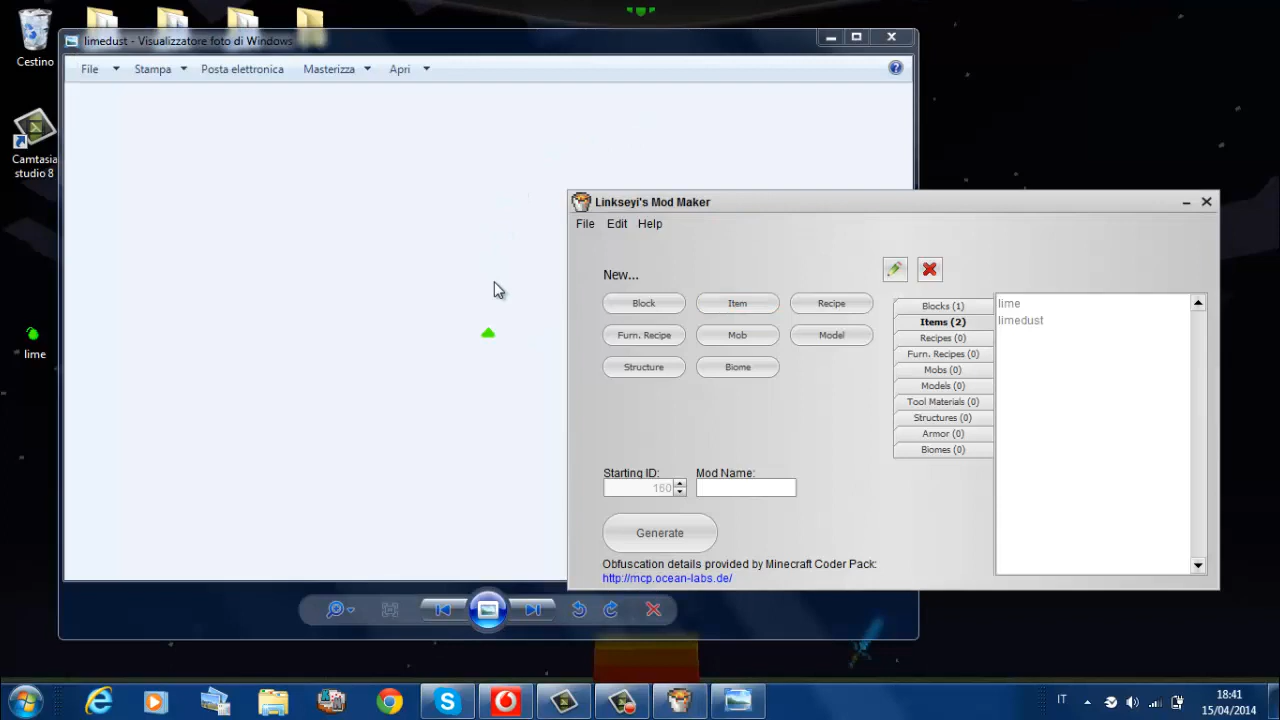 Cestino
Camtasia
studio 8
lime
limedust - Visualizzatore foto di Windows
File
Stampa
Posta elettronica
Masterizza
Apri
?
Linkseyi's Mod Maker
File Edit Help
New...
Block
Item
Recipe
Furn. Recipe
Mob
Model
Structure
Biome
Blocks (1)
Items (2)
Recipes (0)
Furn. Recipes (0)
Mobs (0)
Models (0)
Tool Materials (0)
Structures (0)
Armor (0)
Biomes (0)
lime
limedust
Starting ID:
160
Mod Name:
Generate
Obfuscation details provided by Minecraft Coder Pack:
http://mcp.ocean-labs.de/
IT
18:41
15/04/2014